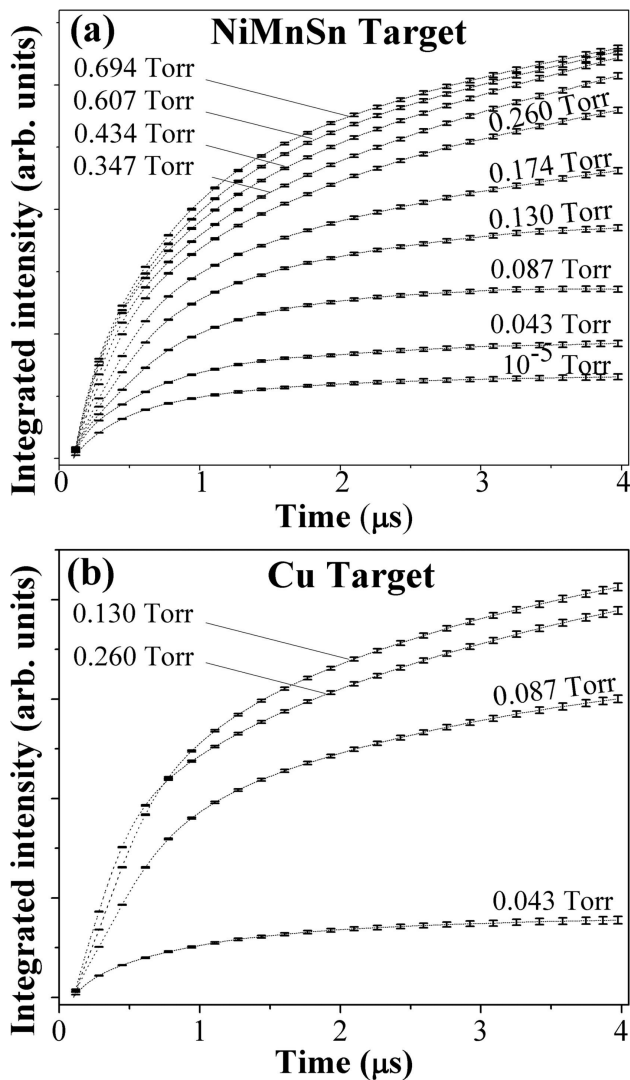 (a) NiMnSn Target
0.694 Torr
0.607 Torr
0.434 Torr
0.347 Torr
0.260 Torr
0.174 Torr
0.130 Torr
0.087 Torr
0.043 Torr
10⁻⁵ Torr
Integrated intensity (arb. units)
0 1 2 3 4
Time (μs)
(b) Cu Target
0.130 Torr
0.260 Torr
0.087 Torr
0.043 Torr
Integrated intensity (arb. units)
0 1 2 3 4
Time (μs)